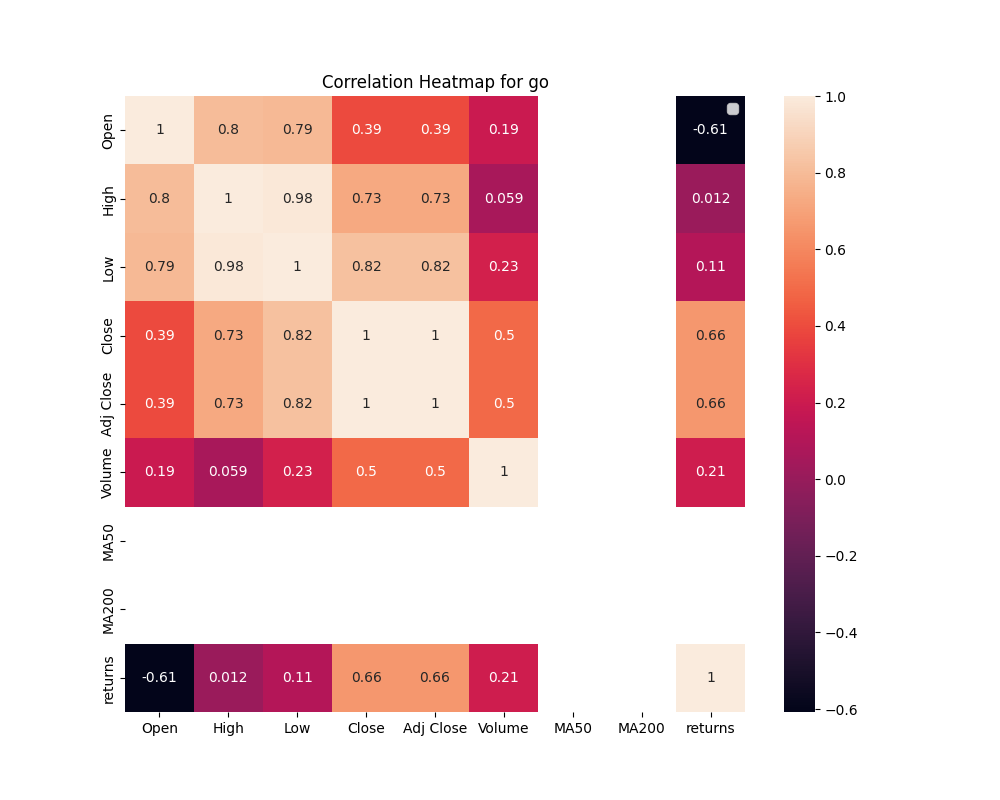 Correlation Heatmap for go
Open 1 0.8 0.79 0.39 0.39 0.19 -0.61
High 0.8 1 0.98 0.73 0.73 0.059 0.012
Low 0.79 0.98 1 0.82 0.82 0.23 0.11
Close 0.39 0.73 0.82 1 1 0.5 0.66
Adj Close 0.39 0.73 0.82 1 1 0.5 0.66
Volume 0.19 0.059 0.23 0.5 0.5 1 0.21
MA50
MA200
returns -0.61 0.012 0.11 0.66 0.66 0.21 1
Open High Low Close Adj Close Volume MA50 MA200 returns
1.0
0.8
0.6
0.4
0.2
0.0
−0.2
−0.4
−0.6